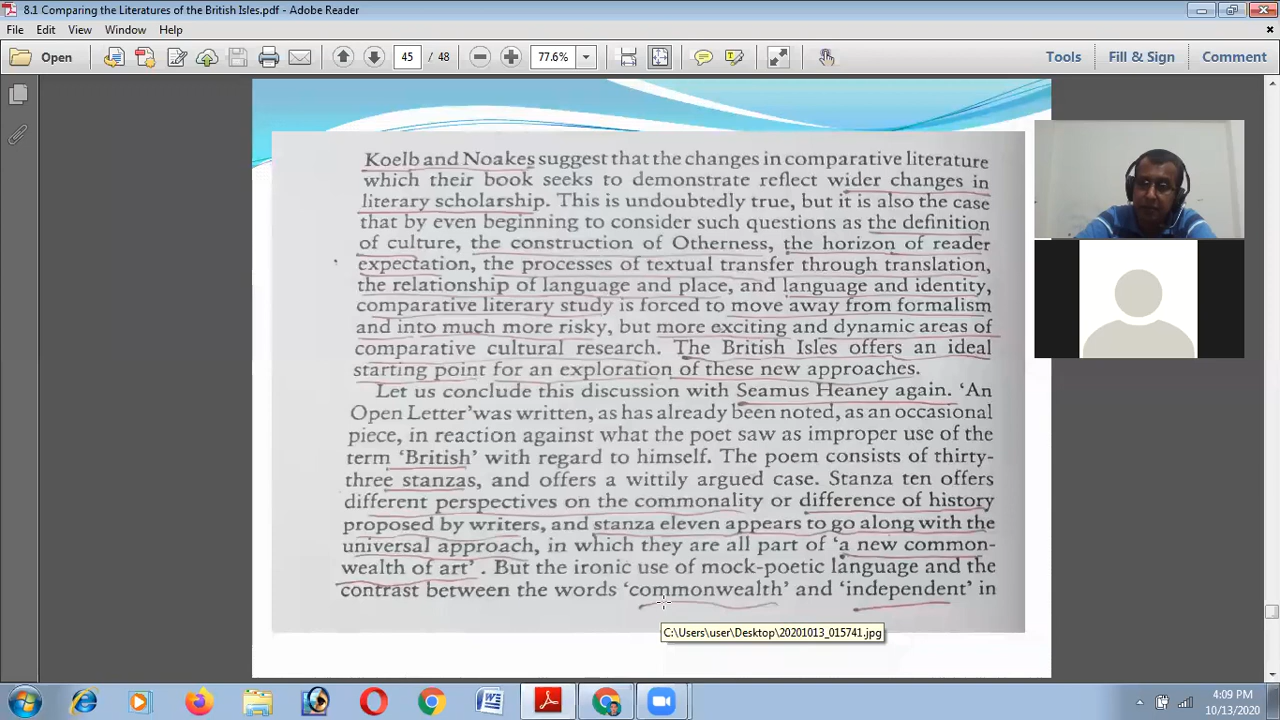 8.1 Comparing the Literatures of the British Isles.pdf - Adobe Reader
File Edit View Window Help
Open 45 / 48 77.6% Tools Fill & Sign Comment
Koelb and Noakes suggest that the changes in comparative literature
which their book seeks to demonstrate reflect wider changes in
literary scholarship. This is undoubtedly true, but it is also the case
that by even beginning to consider such questions as the definition
of culture, the construction of Otherness, the horizon of reader
expectation, the processes of textual transfer through translation,
the relationship of language and place, and language and identity,
comparative literary study is forced to move away from formalism
and into much more risky, but more exciting and dynamic areas of
comparative cultural research. The British Isles offers an ideal
starting point for an exploration of these new approaches.
Let us conclude this discussion with Seamus Heaney again. ‘An
Open Letter’ was written, as has already been noted, as an occasional
piece, in reaction against what the poet saw as improper use of the
term ‘British’ with regard to himself. The poem consists of thirty-
three stanzas, and offers a wittily argued case. Stanza ten offers
different perspectives on the commonality or difference of history
proposed by writers, and stanza eleven appears to go along with the
universal approach, in which they are all part of ‘a new common-
wealth of art’ . But the ironic use of mock-poetic language and the
contrast between the words ‘commonwealth’ and ‘independent’ in
C:\Users\user\Desktop\20201013_015741.jpg
4:09 PM
10/13/2020